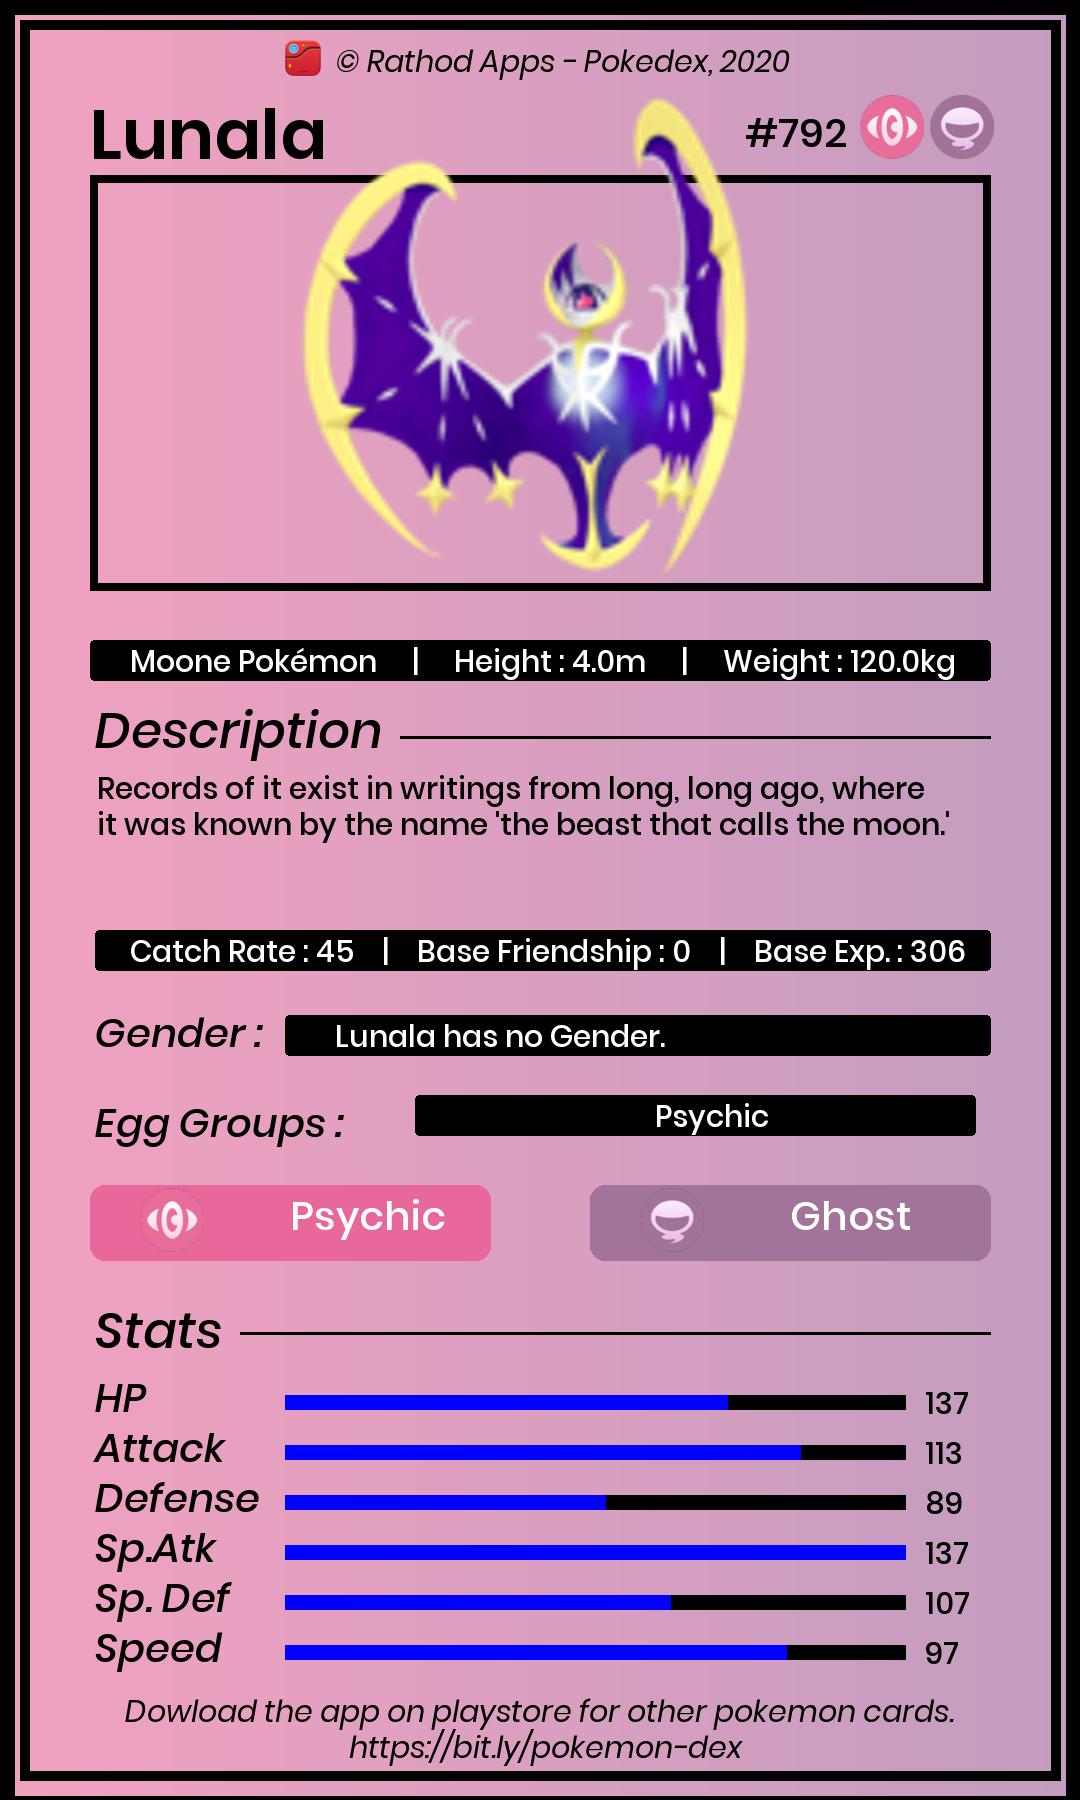 © Rathod Apps - Pokedex, 2020
Lunala
#792
Moone Pokémon | Height : 4.0m | Weight : 120.0kg
Description
Records of it exist in writings from long, long ago, where
it was known by the name 'the beast that calls the moon.'
Catch Rate : 45 | Base Friendship : 0 | Base Exp. : 306
Gender : Lunala has no Gender.
Egg Groups : Psychic
Psychic Ghost
Stats
HP 137
Attack 113
Defense 89
Sp.Atk 137
Sp. Def 107
Speed 97
Dowload the app on playstore for other pokemon cards.
https://bit.ly/pokemon-dex